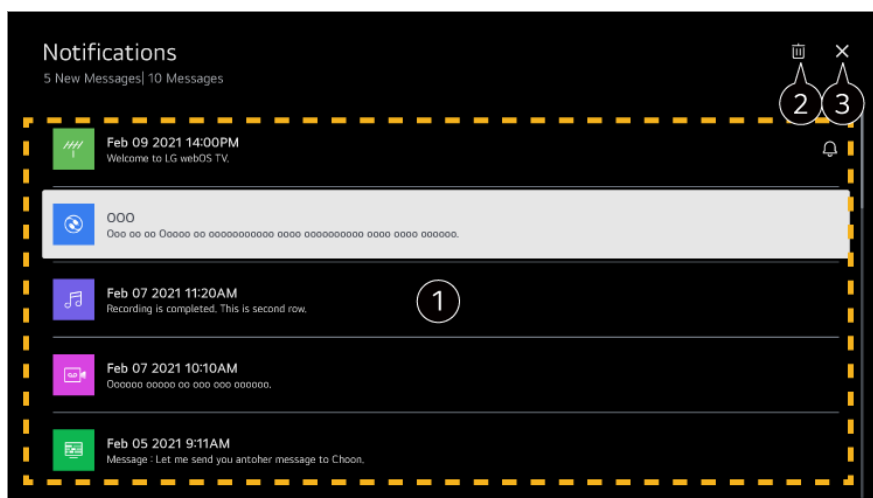 Notifications
5 New Messages| 10 Messages
2 3
Feb 09 2021 14:00PM
Welcome to LG webOS TV.
OOO
Ooo oo oo Ooooo oo ooooooooooo oooo oooooooooo oooo oooo oooooo.
Feb 07 2021 11:20AM
Recording is completed. This is second row.
1
Feb 07 2021 10:10AM
Oooooo ooooo oo ooo ooo oooooo.
Feb 05 2021 9:11AM
Message : Let me send you antoher message to Choon.